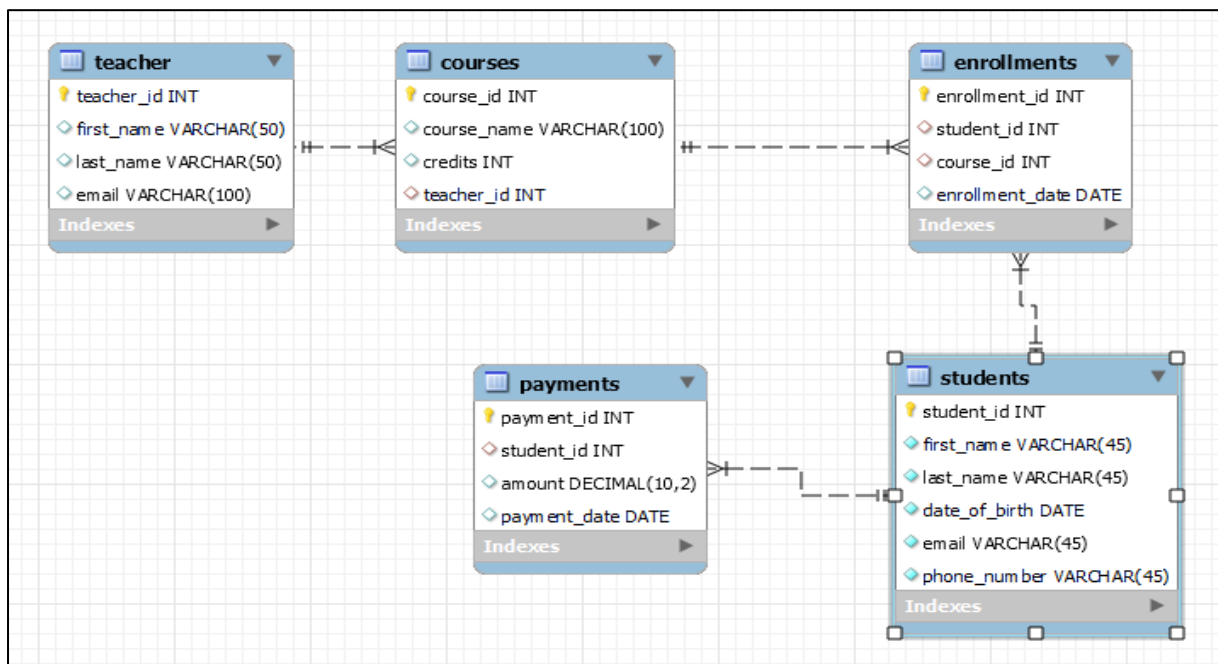 teacher
teacher_id INT
first_name VARCHAR(50)
last_name VARCHAR(50)
email VARCHAR(100)
Indexes
courses
course_id INT
course_name VARCHAR(100)
credits INT
teacher_id INT
Indexes
enrollments
enrollment_id INT
student_id INT
course_id INT
enrollment_date DATE
Indexes
payments
payment_id INT
student_id INT
amount DECIMAL(10,2)
payment_date DATE
Indexes
students
student_id INT
first_name VARCHAR(45)
last_name VARCHAR(45)
date_of_birth DATE
email VARCHAR(45)
phone_number VARCHAR(45)
Indexes